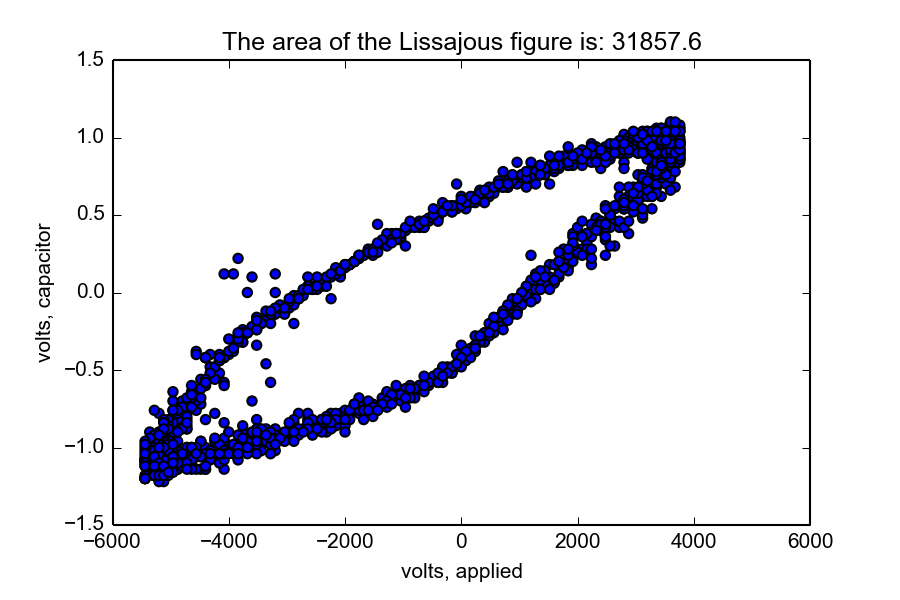 The area of the Lissajous figure is: 31857.6
1.5
1.0
0.5
0.0
−0.5
−1.0
−1.5
volts, capacitor
−6000 −4000 −2000 0 2000 4000 6000
volts, applied